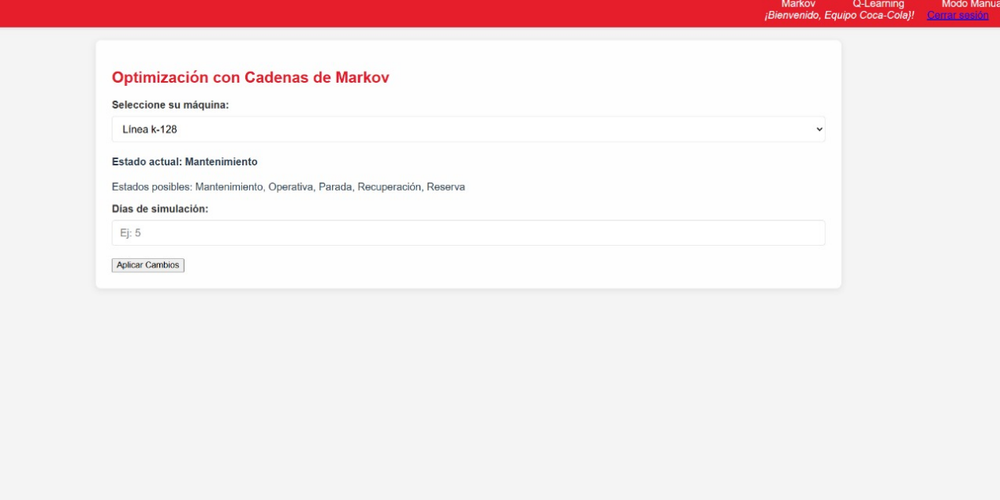 Markov Q-Learning Modo Manua
¡Bienvenido, Equipo Coca-Cola}! Cerrar sesión
Optimización con Cadenas de Markov
Seleccione su máquina:
Línea k-128
Estado actual: Mantenimiento
Estados posibles: Mantenimiento, Operativa, Parada, Recuperación, Reserva
Días de simulación:
Ej: 5
Aplicar Cambios